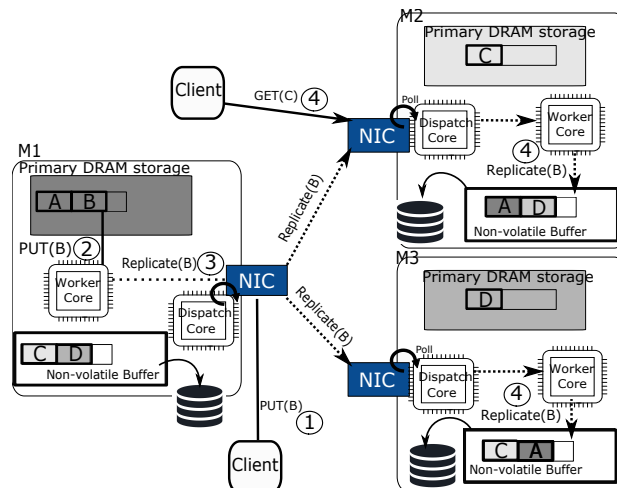 M2
Primary DRAM storage
C
Client
GET(C) 4
Poll
NIC
Dispatch
Core
Worker
Core
4
Replicate(B)
A D
Non-volatile Buffer
M1
Primary DRAM storage
A B
PUT(B) 2
Worker
Core
Replicate(B) 3
NIC
Dispatch
Core
C D
Non-volatile Buffer
Replicate(B)
Replicate(B)
PUT(B) 1
Client
M3
Primary DRAM storage
D
Poll
NIC
Dispatch
Core
Worker
Core
4
Replicate(B)
C A
Non-volatile Buffer